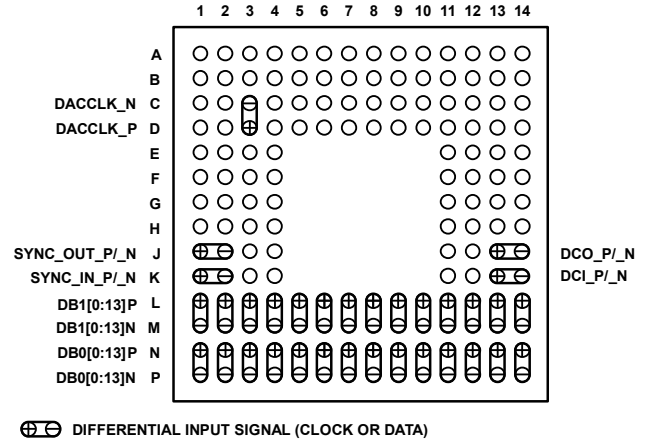 1 2 3 4 5 6 7 8 9 10 11 12 13 14
A
B
DACCLK_N C
DACCLK_P D
E
F
G
H
SYNC_OUT_P/_N J DCO_P/_N
SYNC_IN_P/_N K DCI_P/_N
DB1[0:13]P L
DB1[0:13]N M
DB0[0:13]P N
DB0[0:13]N P
DIFFERENTIAL INPUT SIGNAL (CLOCK OR DATA)